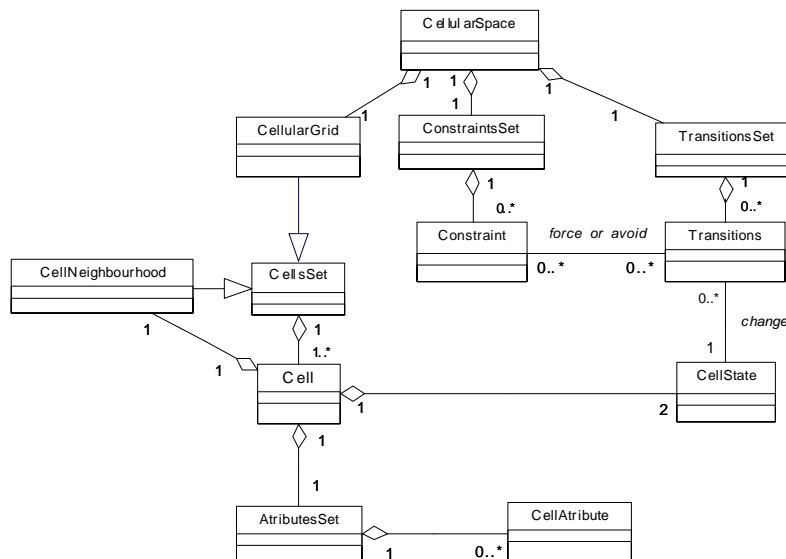 CellularSpace
1
1
1
1
1
1
CellularGrid
ConstraintsSet
TransitionsSet
1
1
0..*
0..*
Constraint
force or avoid
Transitions
0..*
0..*
CellNeighbourhood
CellsSet
0..*
change
1
1
1..*
1
1
Cell
CellState
1
2
1
1
AtributesSet
CellAtribute
1
0..*